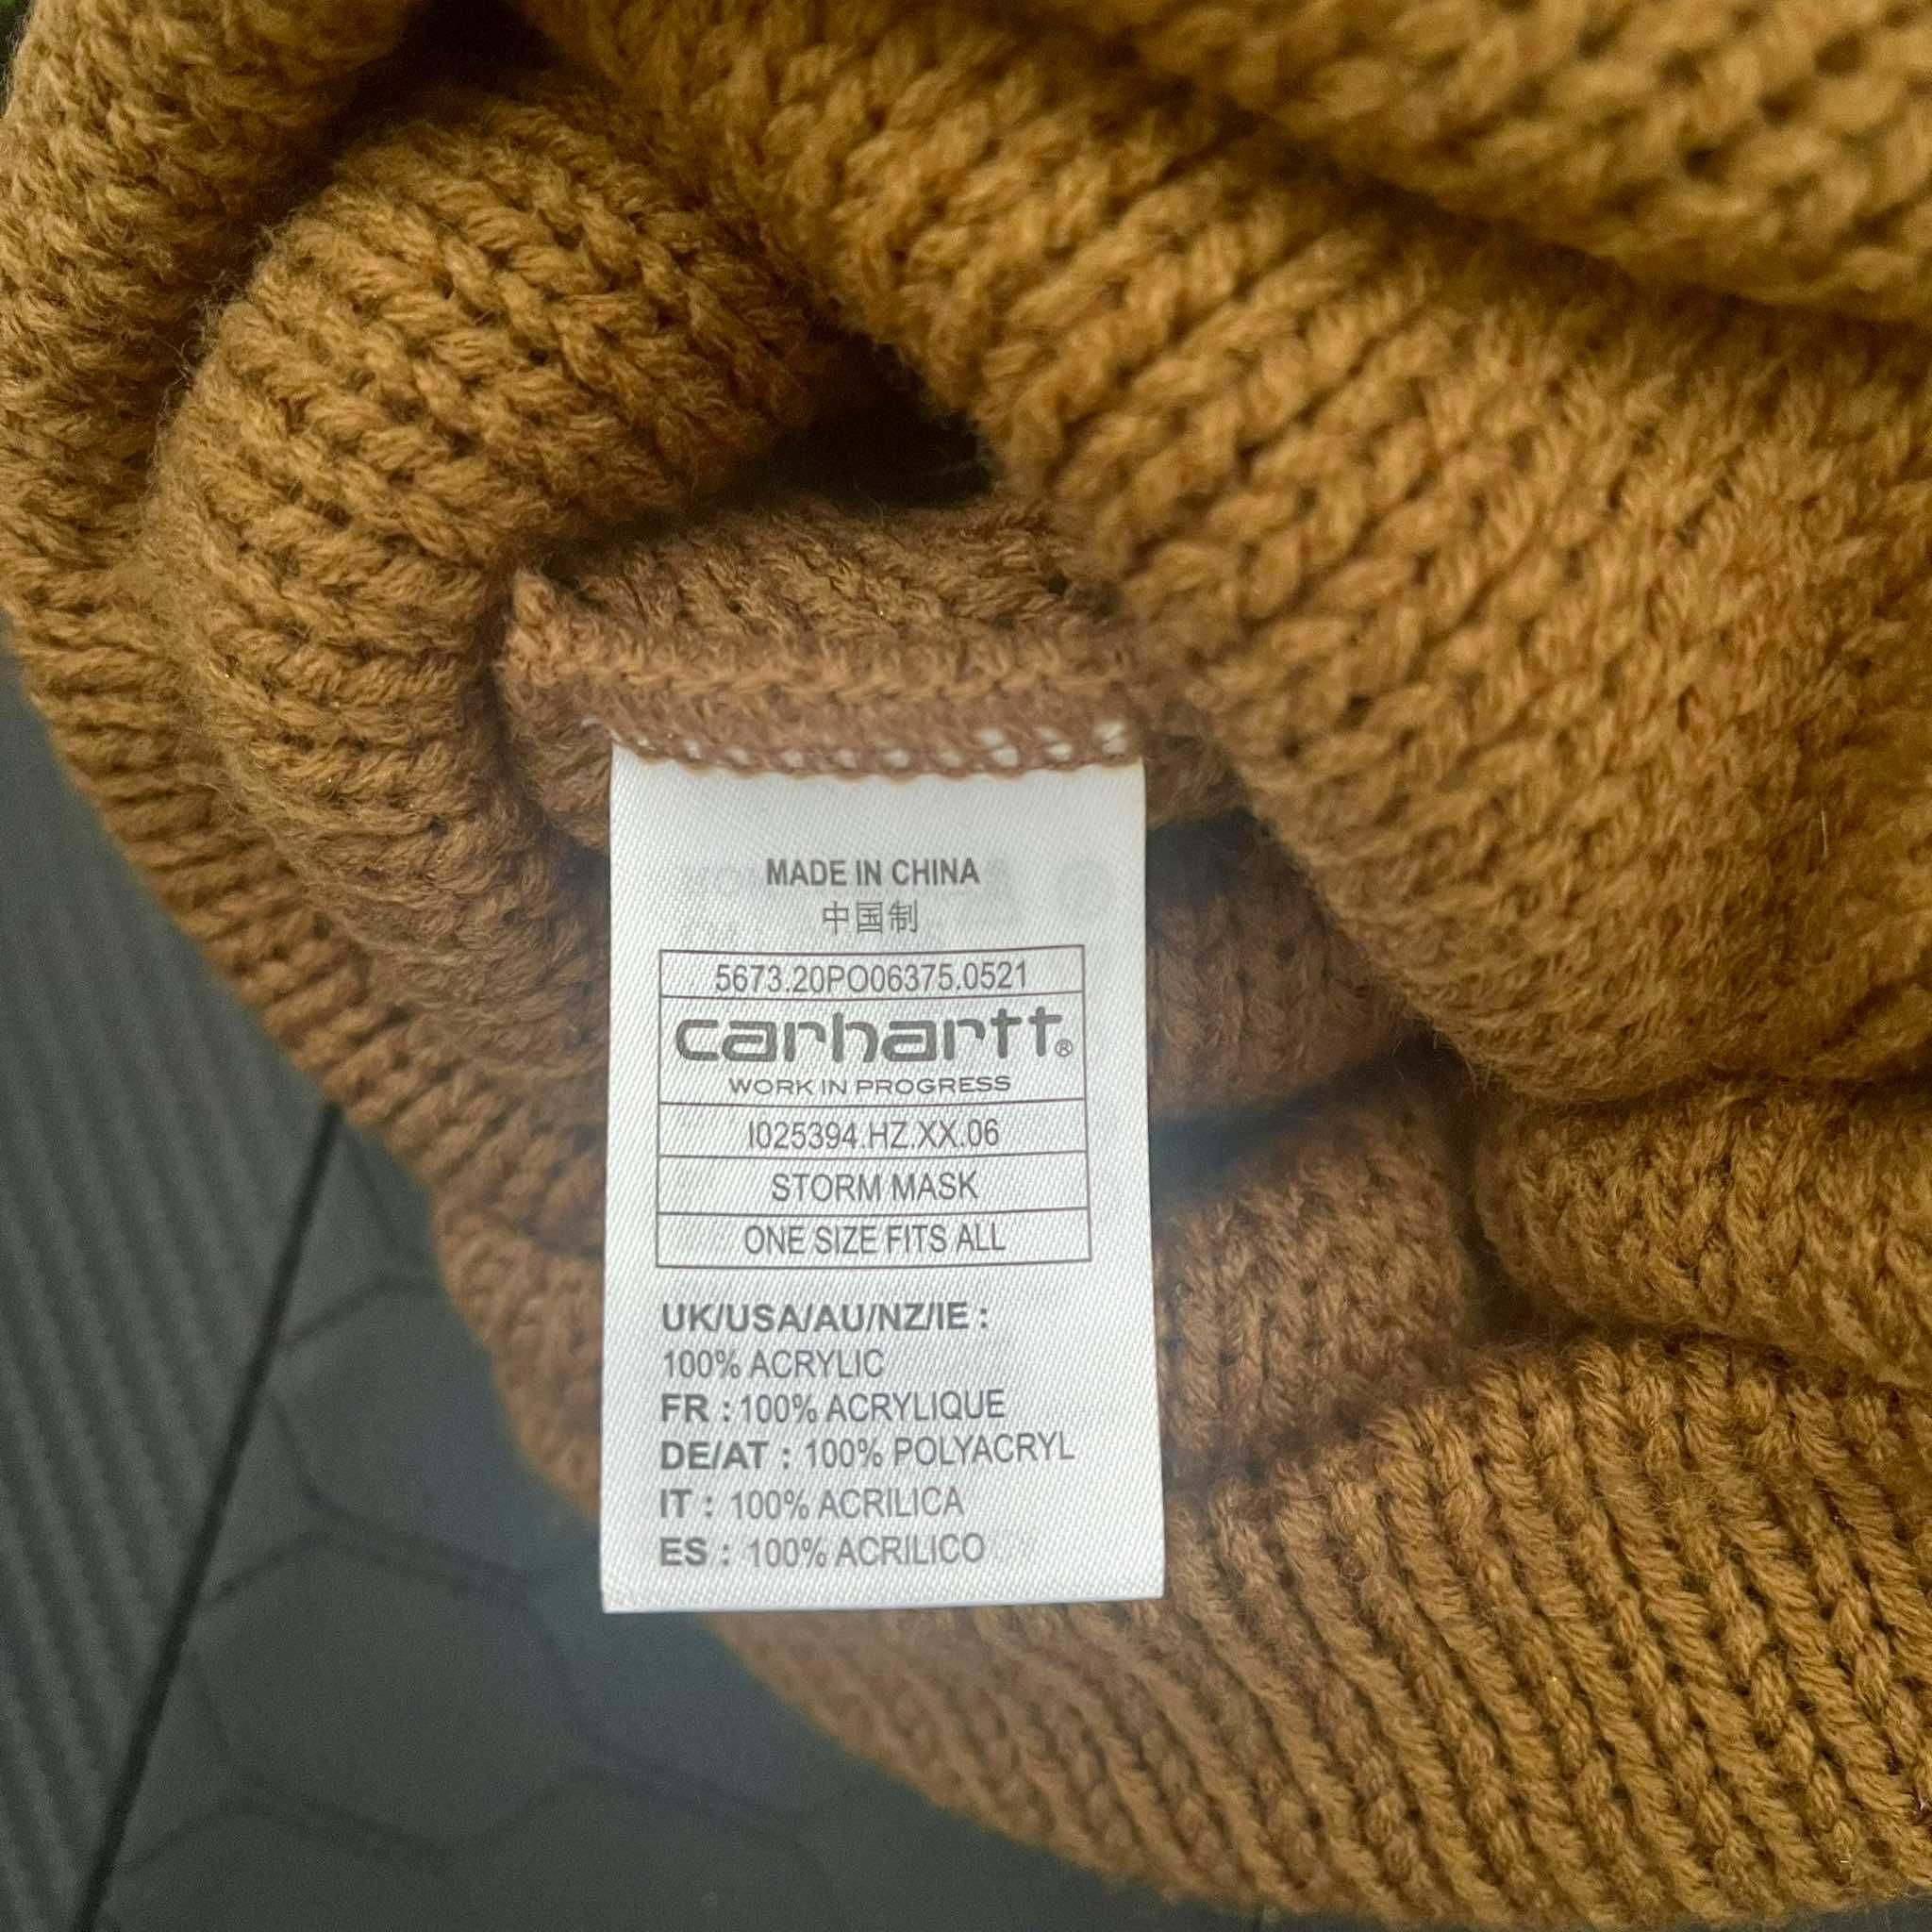 MADE IN CHINA
中国制
5673.20PO06375.0521
carhartt®
WORK IN PROGRESS
I025394.HZ.XX.06
STORM MASK
ONE SIZE FITS ALL
UK/USA/AU/NZ/IE :
100% ACRYLIC
FR : 100% ACRYLIQUE
DE/AT : 100% POLYACRYL
IT : 100% ACRILICA
ES : 100% ACRILICO